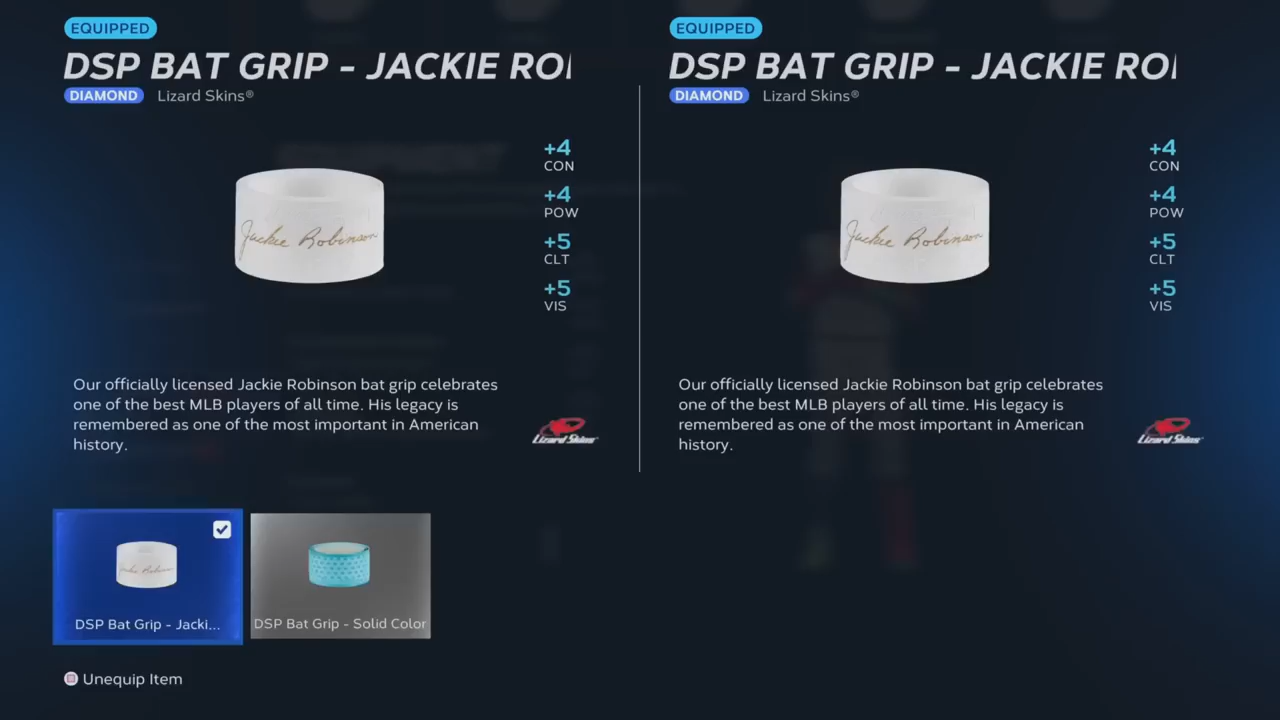 EQUIPPED
DSP BAT GRIP - JACKIE RO
DIAMOND Lizard Skins®
Jackie Robinson
+4
CON
+4
POW
+5
CLT
+5
VIS
Our officially licensed Jackie Robinson bat grip celebrates
one of the best MLB players of all time. His legacy is
remembered as one of the most important in American
history.
Lizard Skins
EQUIPPED
DSP BAT GRIP - JACKIE RO
DIAMOND Lizard Skins®
Jackie Robinson
+4
CON
+4
POW
+5
CLT
+5
VIS
Our officially licensed Jackie Robinson bat grip celebrates
one of the best MLB players of all time. His legacy is
remembered as one of the most important in American
history.
Lizard Skins
Jackie Robinson
DSP Bat Grip - Jacki...
DSP Bat Grip - Solid Color
Unequip Item